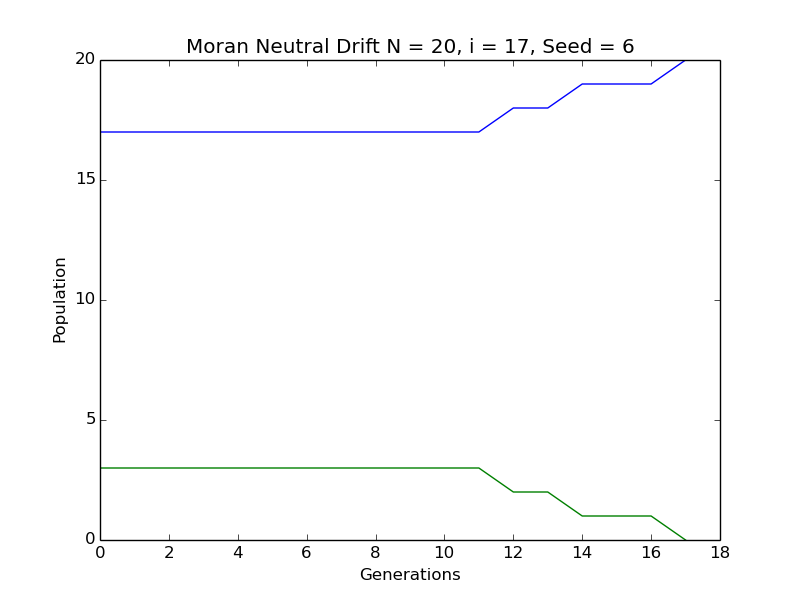 Moran Neutral Drift N = 20, i = 17, Seed = 6
20
15
10
5
0
Population
0 2 4 6 8 10 12 14 16 18
Generations